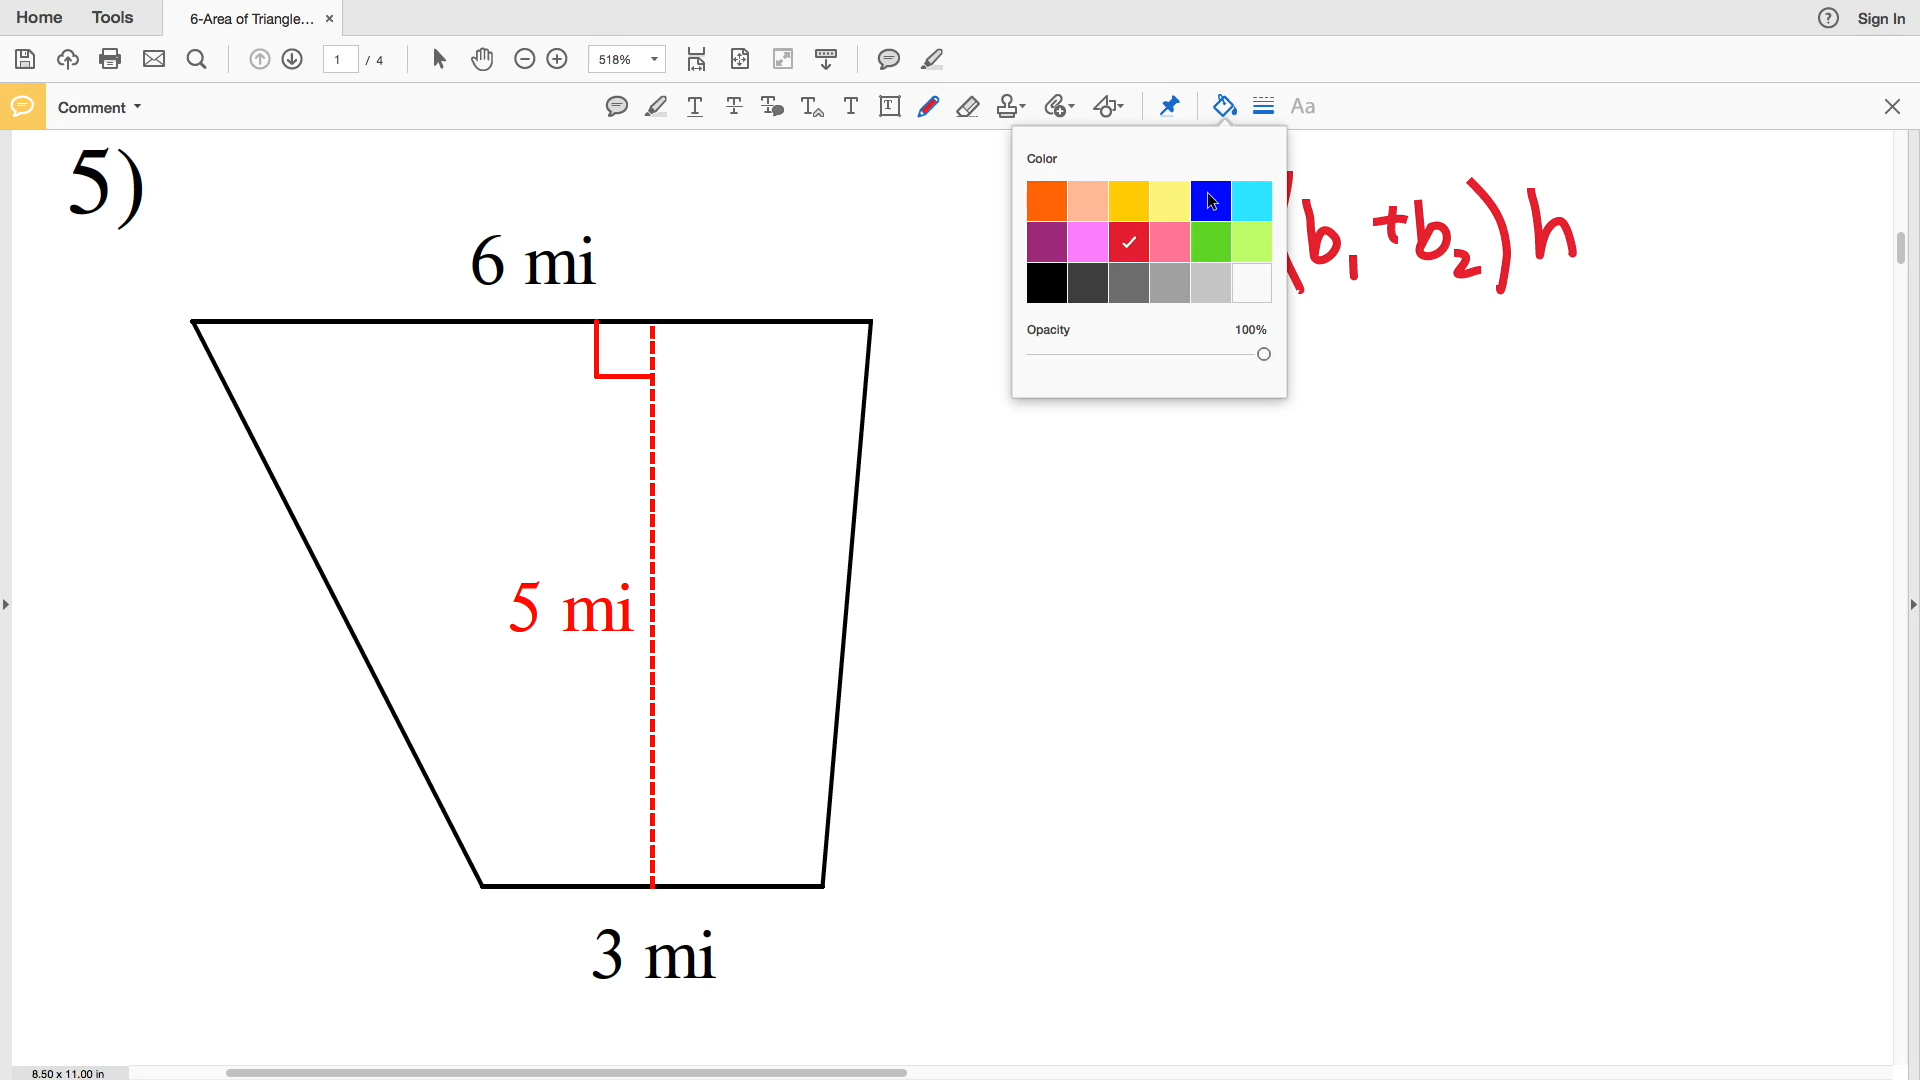 Home Tools 6-Area of Triangle... × ? Sign In
1 / 4 518%
Comment T T T T T T Aa
5)
Color
(b₁+b₂)h
6 mi
Opacity 100%
5 mi
3 mi
8.50 x 11.00 in